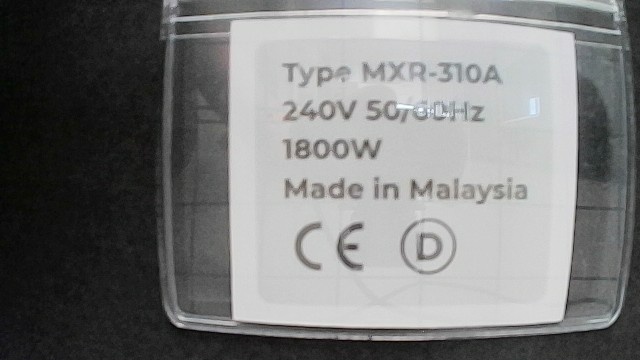 Type MXR-310A
240V 50/60Hz
1800W
Made in Malaysia
CE D